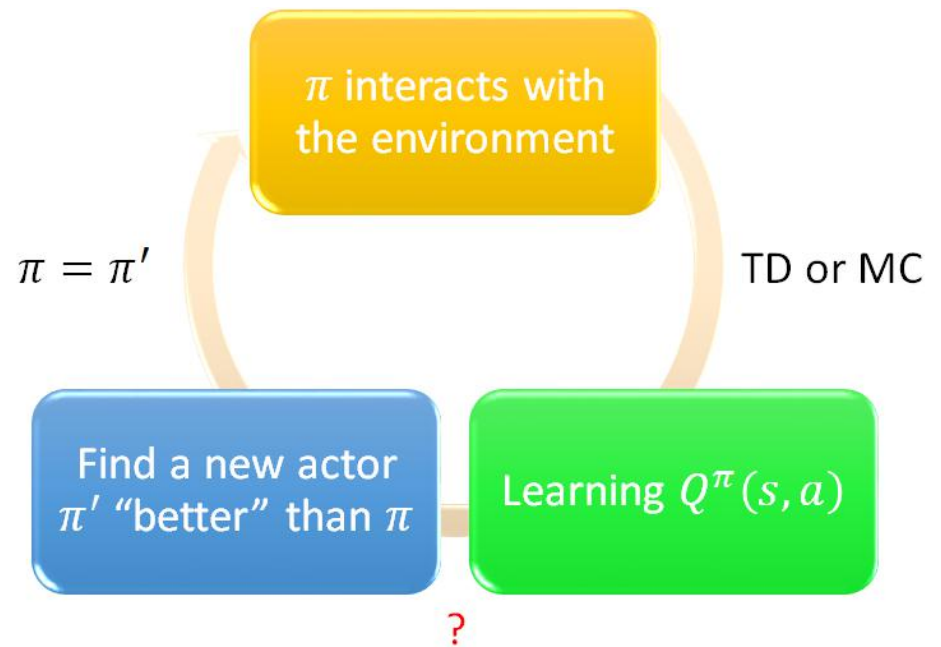 π interacts with
the environment
π = π′
TD or MC
Find a new actor
π′ “better” than π
Learning Q^π(s, a)
?